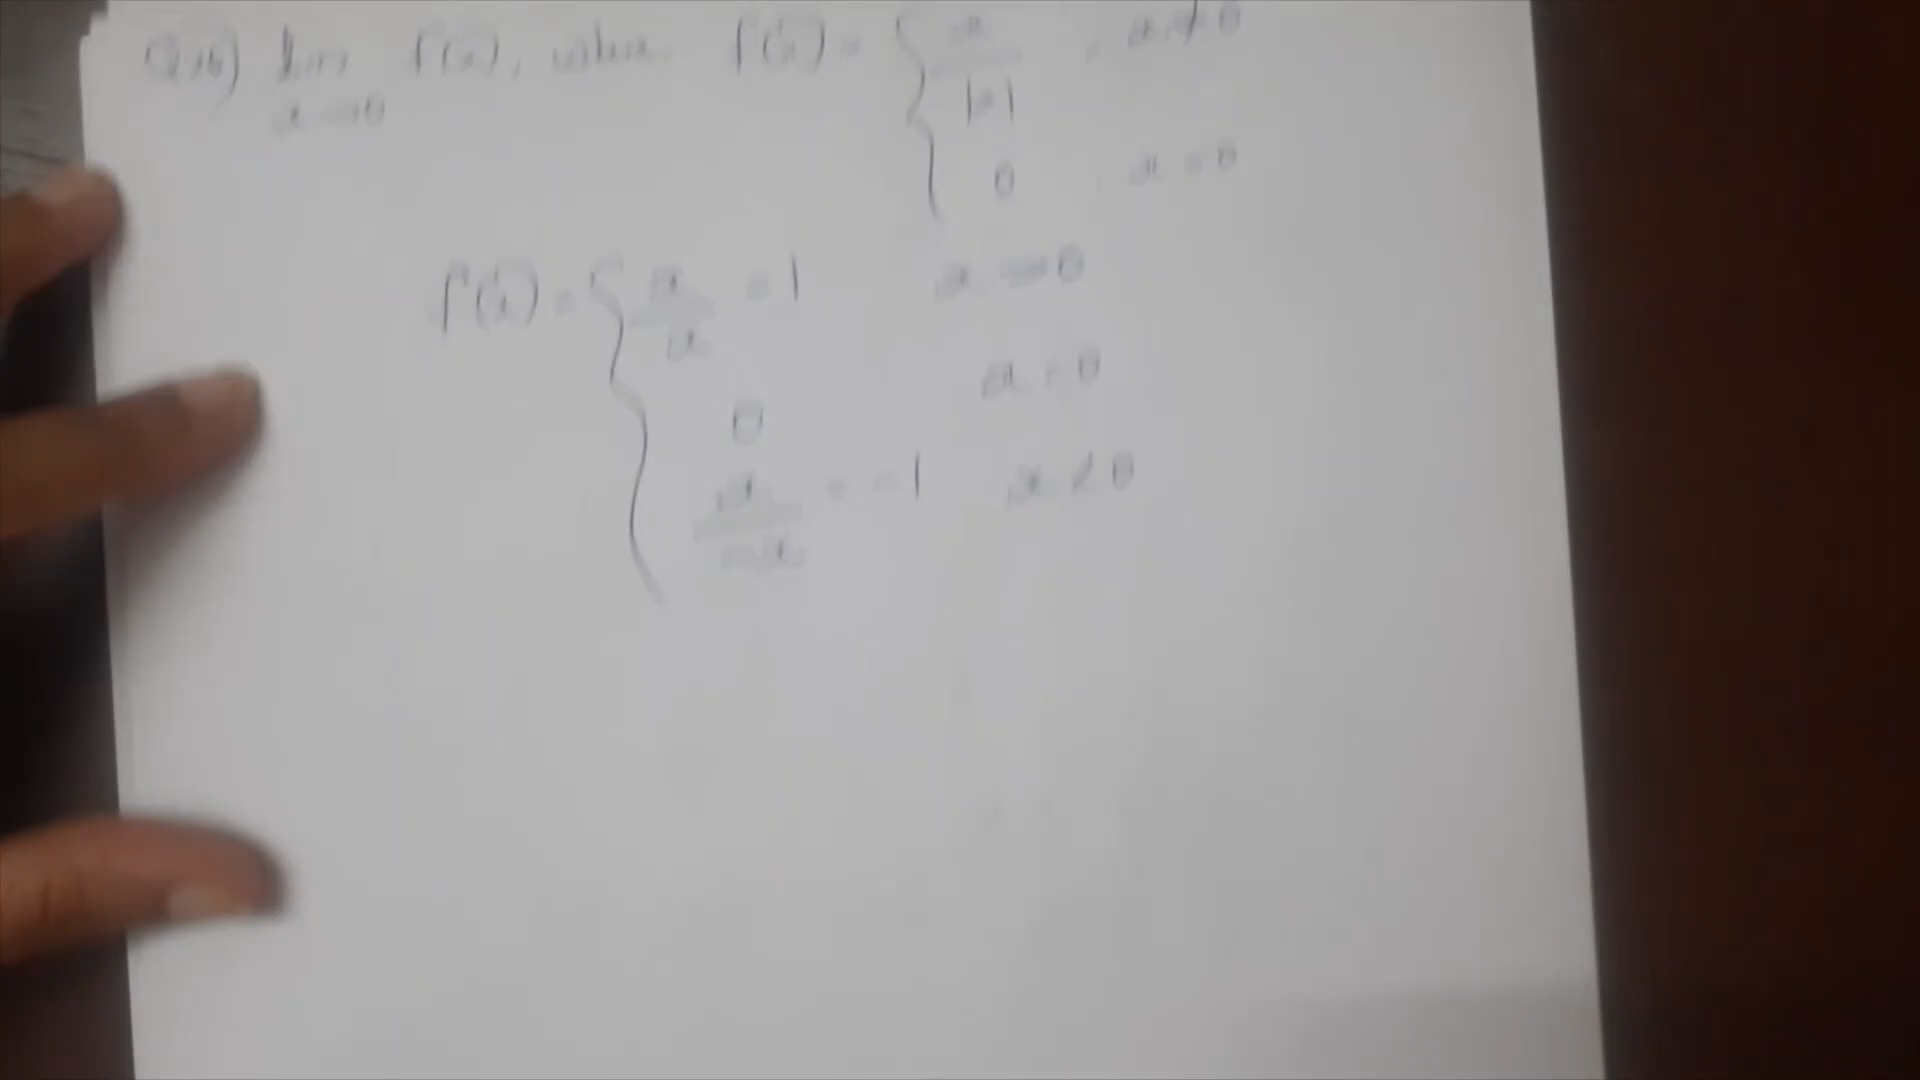 Q26) lim x→0 f(x), where f(x) = { x/|x| , x ≠ 0
0 , x = 0
f(x) = { x/x = 1 x > 0
0 x = 0
x/-x = -1 x < 0